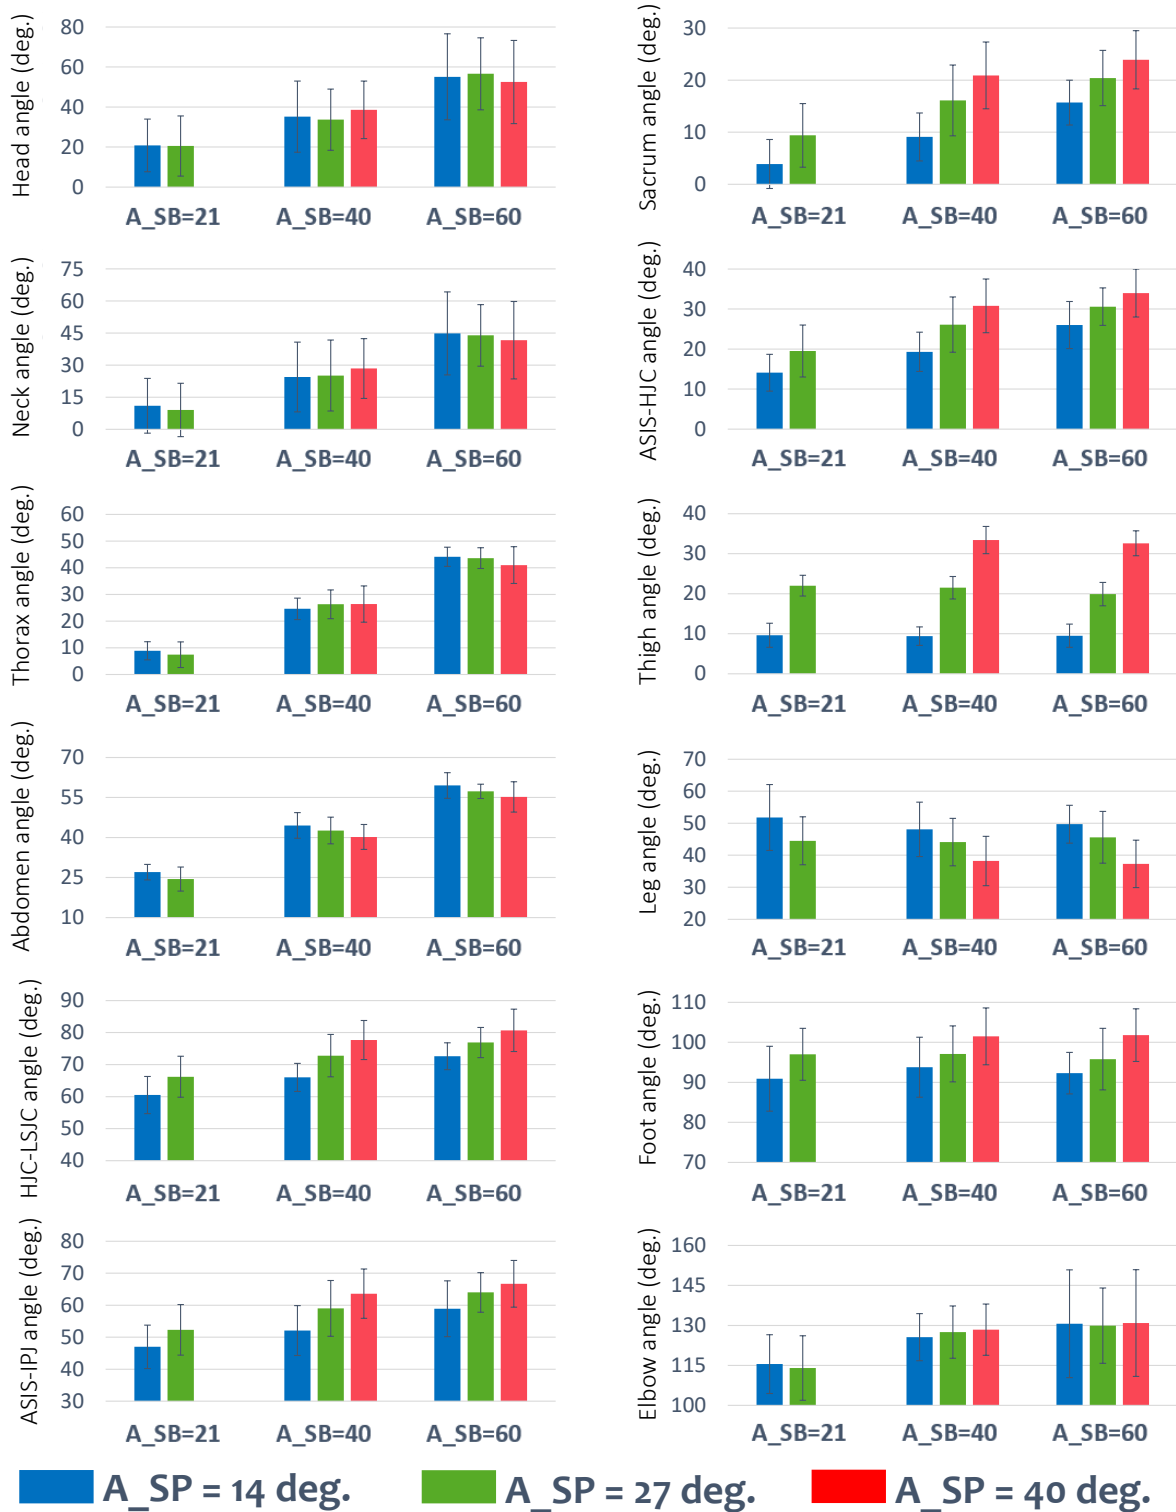 Head angle (deg.)
80
60
40
20
0
A_SB=21 A_SB=40 A_SB=60
Sacrum angle (deg.)
30
20
10
0
A_SB=21 A_SB=40 A_SB=60
Neck angle (deg.)
75
60
45
30
15
0
A_SB=21 A_SB=40 A_SB=60
ASIS-HJC angle (deg.)
40
30
20
10
0
A_SB=21 A_SB=40 A_SB=60
Thorax angle (deg.)
60
50
40
30
20
10
0
A_SB=21 A_SB=40 A_SB=60
Thigh angle (deg.)
40
30
20
10
0
A_SB=21 A_SB=40 A_SB=60
Abdomen angle (deg.)
70
55
40
25
10
A_SB=21 A_SB=40 A_SB=60
Leg angle (deg.)
70
60
50
40
30
20
A_SB=21 A_SB=40 A_SB=60
HJC-LSJC angle (deg.)
90
80
70
60
50
40
A_SB=21 A_SB=40 A_SB=60
Foot angle (deg.)
110
100
90
80
70
A_SB=21 A_SB=40 A_SB=60
ASIS-IPJ angle (deg.)
80
70
60
50
40
30
A_SB=21 A_SB=40 A_SB=60
Elbow angle (deg.)
160
145
130
115
100
A_SB=21 A_SB=40 A_SB=60
A_SP = 14 deg. A_SP = 27 deg. A_SP = 40 deg.